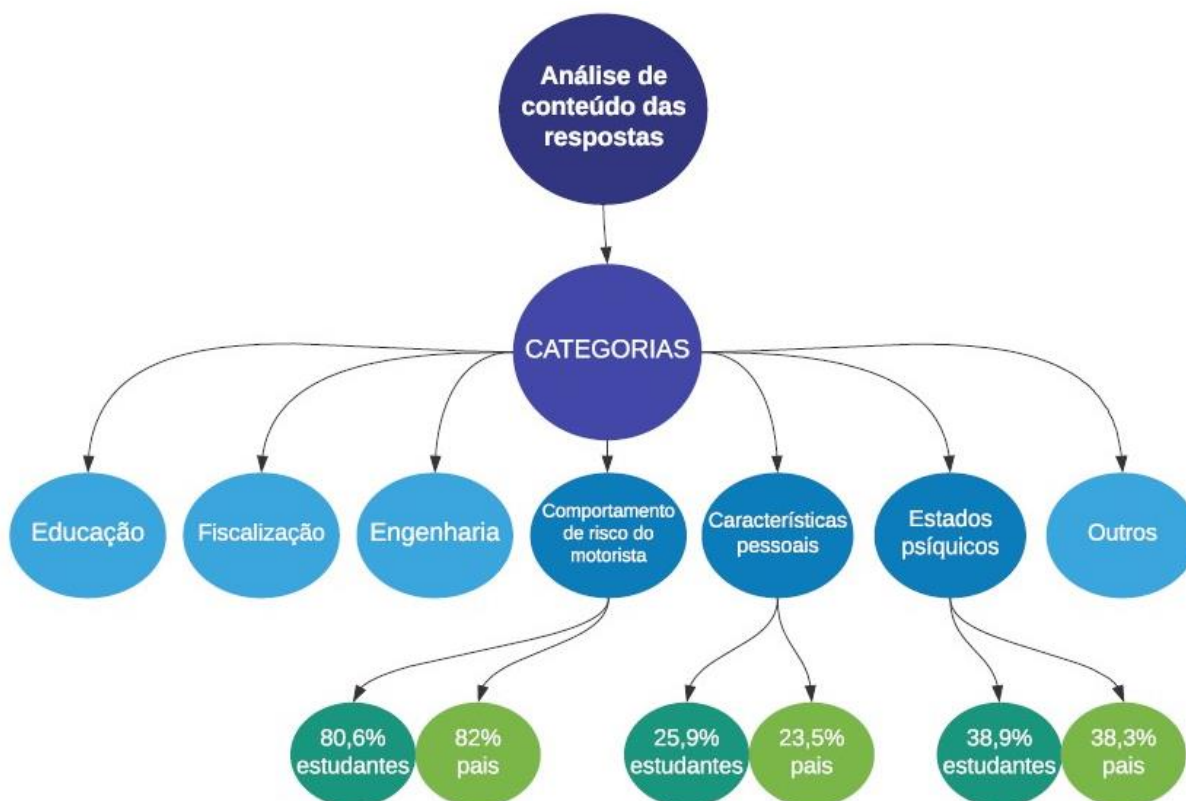 Análise de
conteúdo das
respostas
CATEGORIAS
Educação
Fiscalização
Engenharia
Comportamento
de risco do
motorista
Características
pessoais
Estados
psíquicos
Outros
80,6%
estudantes
82%
pais
25,9%
estudantes
23,5%
pais
38,9%
estudantes
38,3%
pais